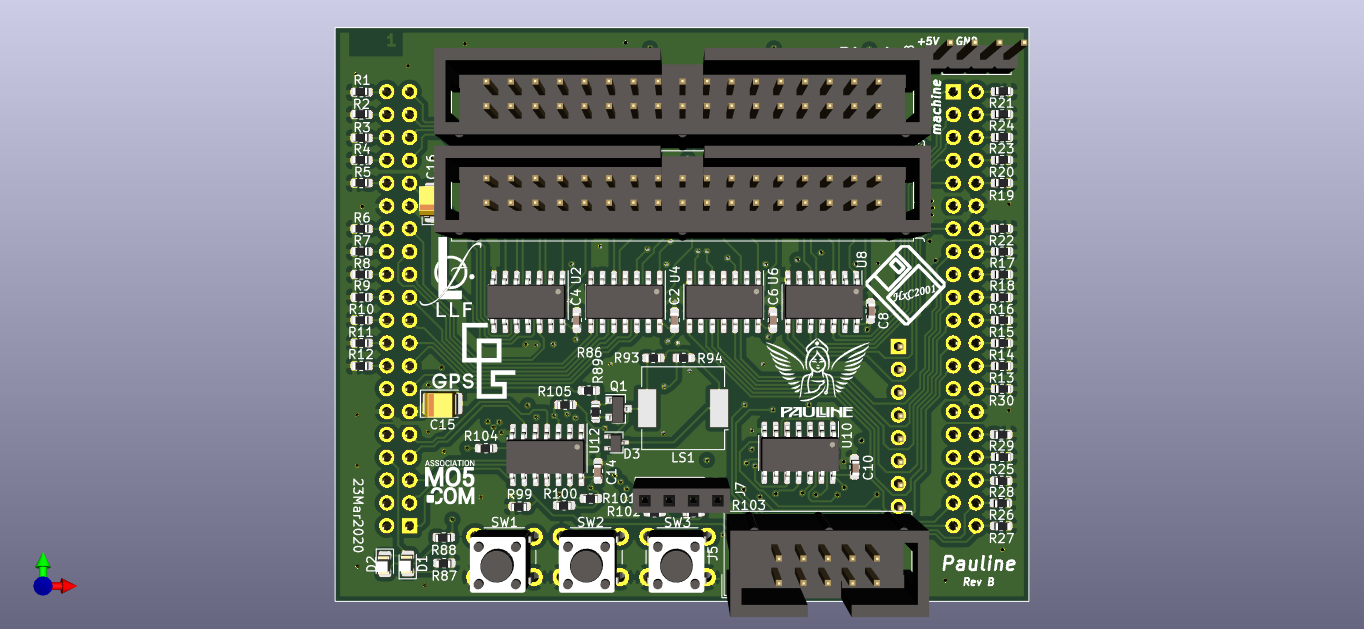 1
+5V GND
machine
R1
R2
R3
R4
R5
R6
R7
R8
R9
R10
R11
R12
C16
R21
R24
R23
R20
R19
R22
R17
R18
R16
R15
R14
R13
R30
R29
R25
R28
R26
R27
LLF
C4 U2
C2 U4
C6 U6
U8
C8
HxC2001
GPS
C15
R86
R89
R93
R94
R105
Q1
PAULINE
R104
U12
D3
LS1
U10
C10
C14
ASSOCIATION
MO5
.COM
R99
R100
R101
R102
J7
R103
23Mar2020
SW1
SW2
SW3
J5
R88
R87
D2
D1
Pauline
Rev B